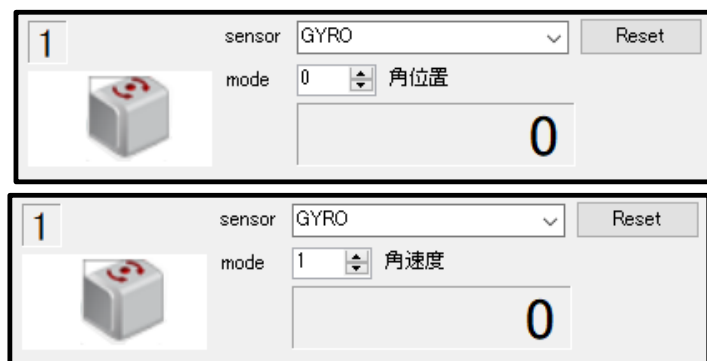 1 sensor GYRO Reset
mode 0 角位置
0
1 sensor GYRO Reset
mode 1 角速度
0